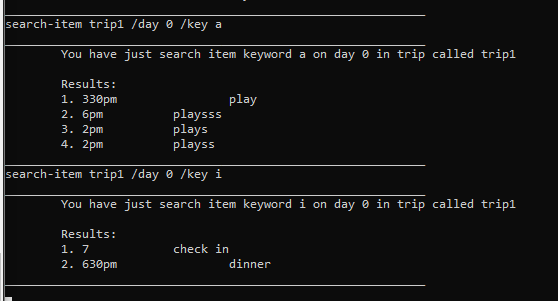 search-item trip1 /day 0 /key a
You have just search item keyword a on day 0 in trip called trip1
Results:
1. 330pm play
2. 6pm playsss
3. 2pm plays
4. 2pm playss
search-item trip1 /day 0 /key i
You have just search item keyword i on day 0 in trip called trip1
Results:
1. 7 check in
2. 630pm dinner